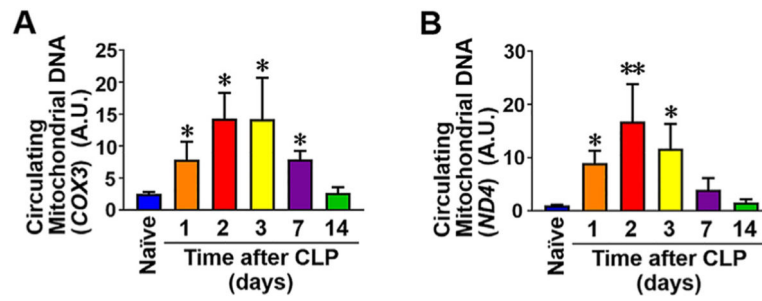 A
Circulating
Mitochondrial DNA
(COX3) (A.U.)
25
20
15
10
5
0
*
*
*
*
Naïve
1 2 3 7 14
Time after CLP
(days)
B
Circulating
Mitochondrial DNA
(ND4) (A.U.)
30
20
10
0
*
**
*
Naïve
1 2 3 7 14
Time after CLP
(days)